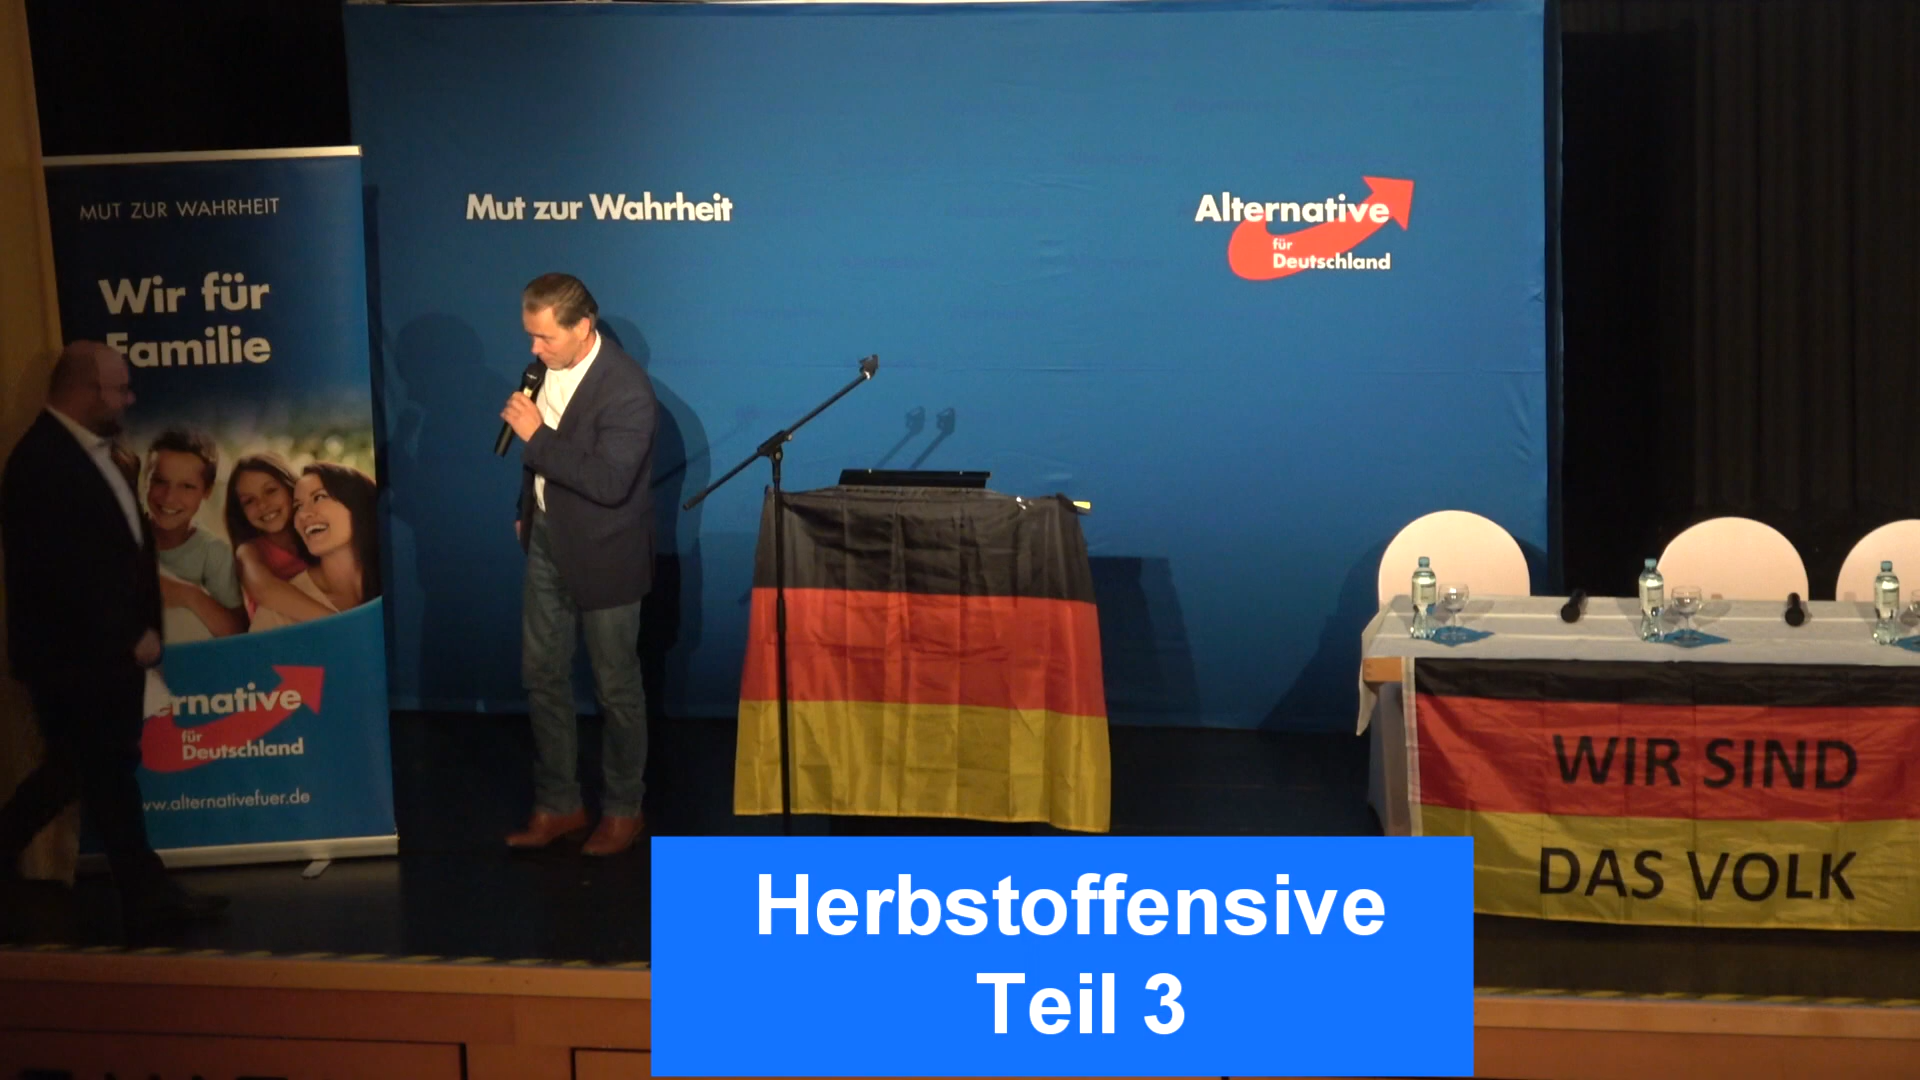 MUT ZUR WAHRHEIT
Wir für
Familie
ernative
für
Deutschland
www.alternativefuer.de
Mut zur Wahrheit
Alternative
für
Deutschland
WIR SIND
DAS VOLK
Herbstoffensive
Teil 3